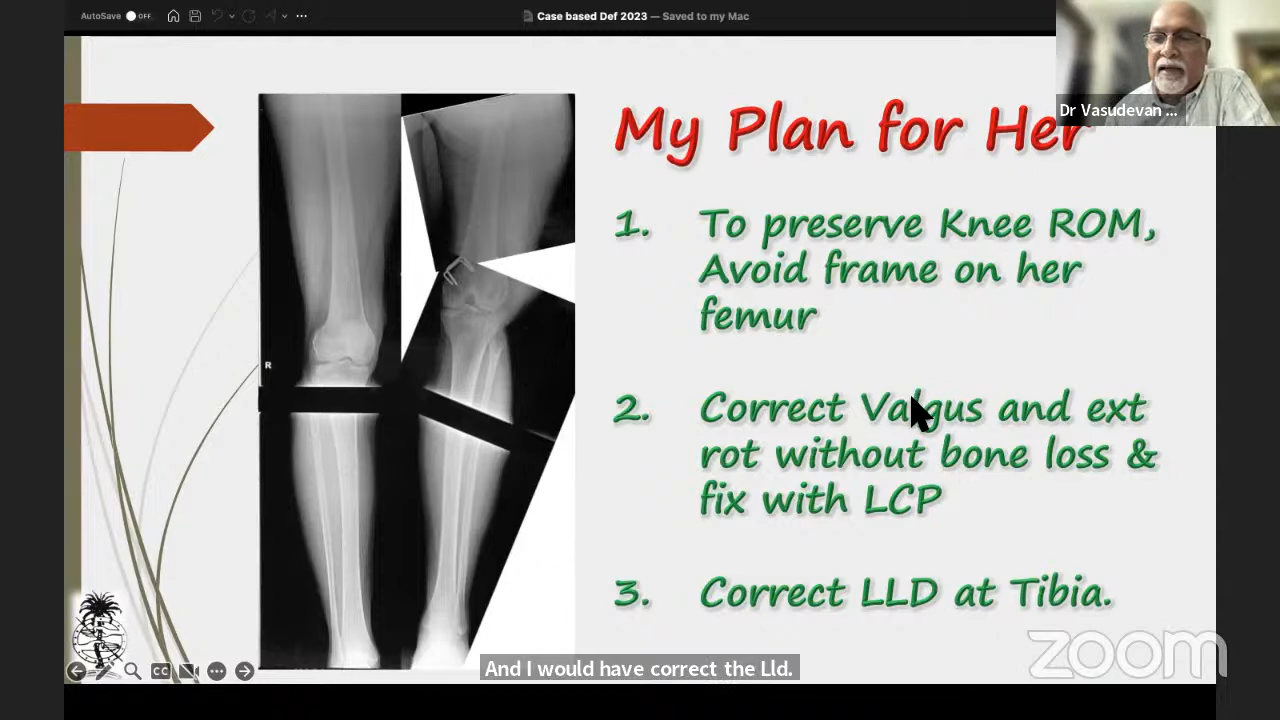 AutoSave OFF
Case based Def 2023 — Saved to my Mac
Dr Vasudevan ...
My Plan for Her
1. To preserve Knee ROM,
Avoid frame on her
femur
R
2. Correct Valgus and ext
rot without bone loss &
fix with LCP
3. Correct LLD at Tibia.
zoom
CC
And I would have correct the Lld.